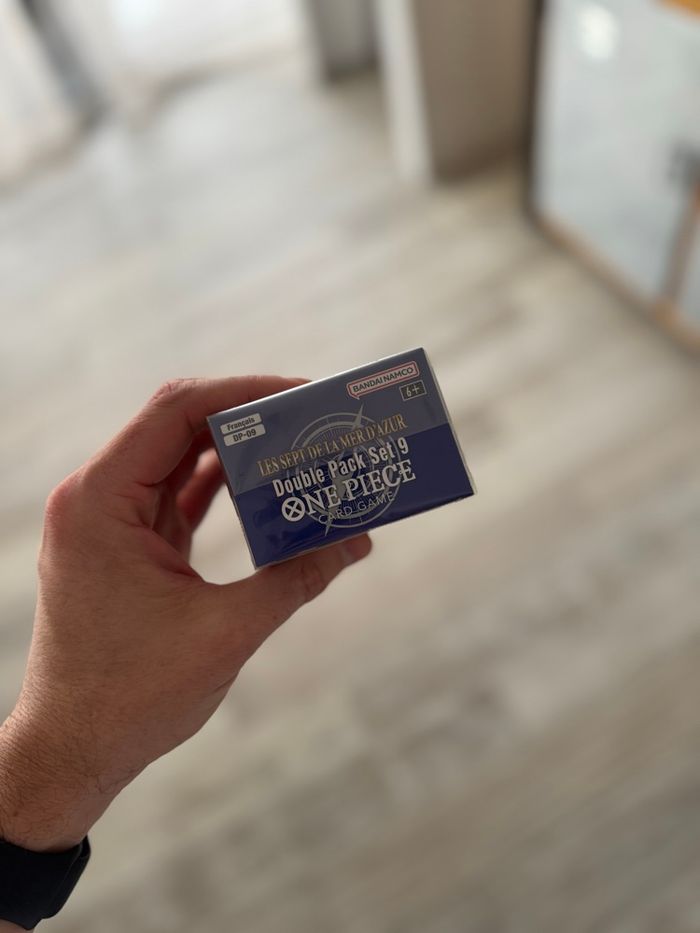 BANDAI NAMCO
6+
Français
DP-09
LES SEPT DE LA MER D'AZUR
Double Pack Set 9
ONE PIECE
CARD GAME